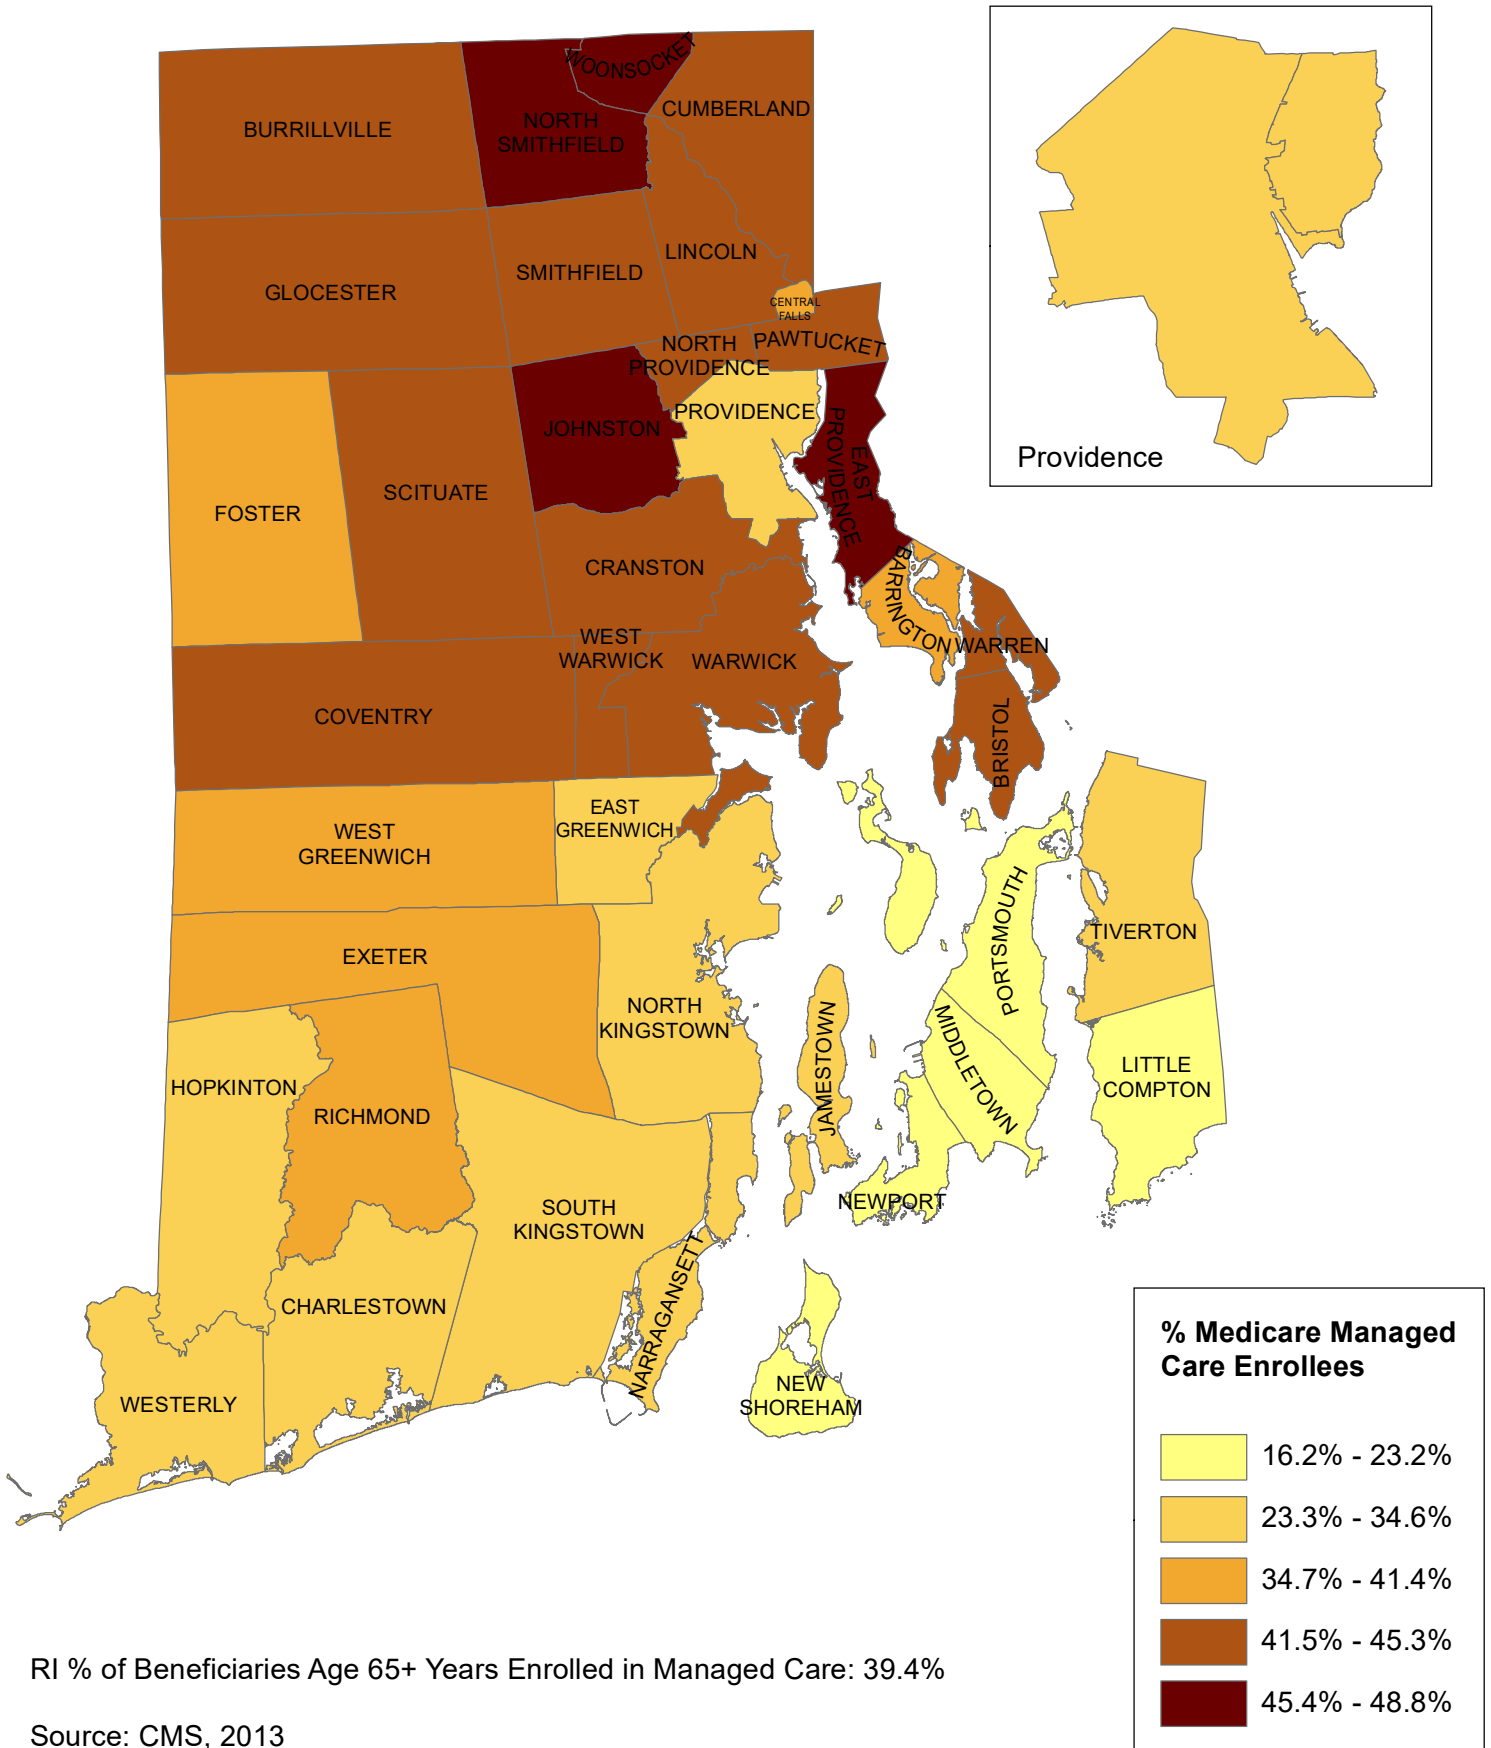 WOONSOCKET
CUMBERLAND
BURRILLVILLE
NORTH
SMITHFIELD
LINCOLN
SMITHFIELD
GLOCESTER
CENTRAL
FALLS
NORTH
PROVIDENCE
PAWTUCKET
PROVIDENCE
JOHNSTON
EAST
PROVIDENCE
SCITUATE
FOSTER
CRANSTON
BARRINGTON
WARREN
WEST
WARWICK
WARWICK
COVENTRY
BRISTOL
EAST
GREENWICH
WEST
GREENWICH
PORTSMOUTH
TIVERTON
EXETER
NORTH
KINGSTOWN
JAMESTOWN
MIDDLETOWN
LITTLE
COMPTON
HOPKINTON
RICHMOND
NEWPORT
SOUTH
KINGSTOWN
NARRAGANSETT
CHARLESTOWN
WESTERLY
NEW
SHOREHAM
Providence
% Medicare Managed
Care Enrollees
16.2% - 23.2%
23.3% - 34.6%
34.7% - 41.4%
41.5% - 45.3%
45.4% - 48.8%
RI % of Beneficiaries Age 65+ Years Enrolled in Managed Care: 39.4%
Source: CMS, 2013